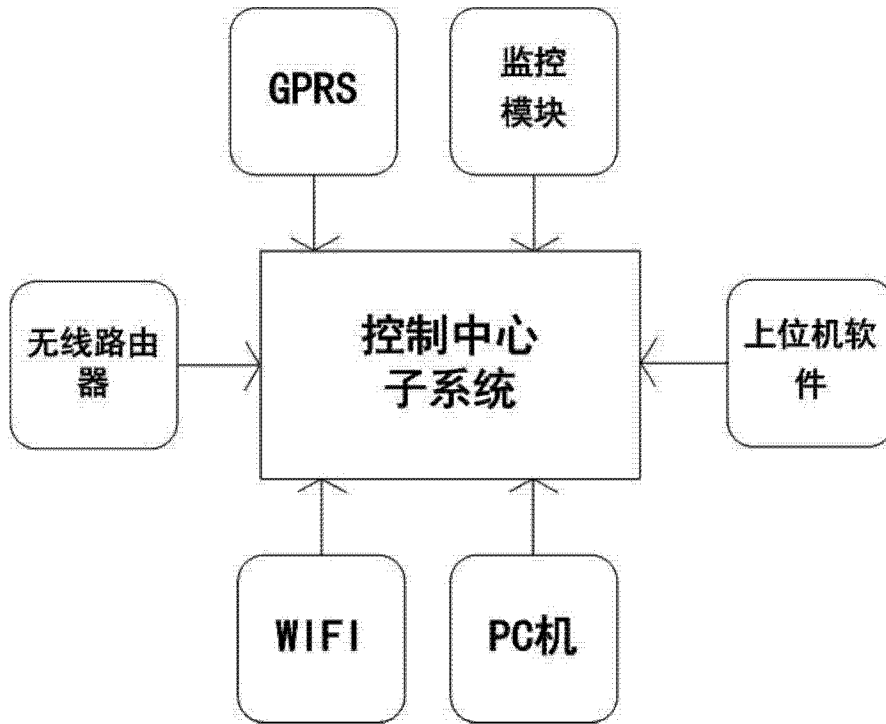 GPRS
监控
模块
无线路由
器
控制中心
子系统
上位机软
件
WIFI
PC机